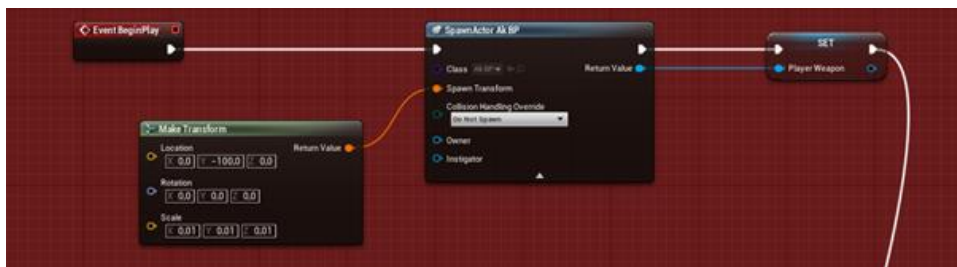 Event BeginPlay
SpawnActor Ak BP
Class Ak BP
Return Value
Spawn Transform
Collision Handling Override
Do Not Spawn
Owner
Instigator
SET
Player Weapon
Make Transform
Location
Return Value
X 0,0 Y -100,0 Z 0,0
Rotation
X 0,0 Y 0,0 Z 0,0
Scale
X 0,01 Y 0,01 Z 0,01